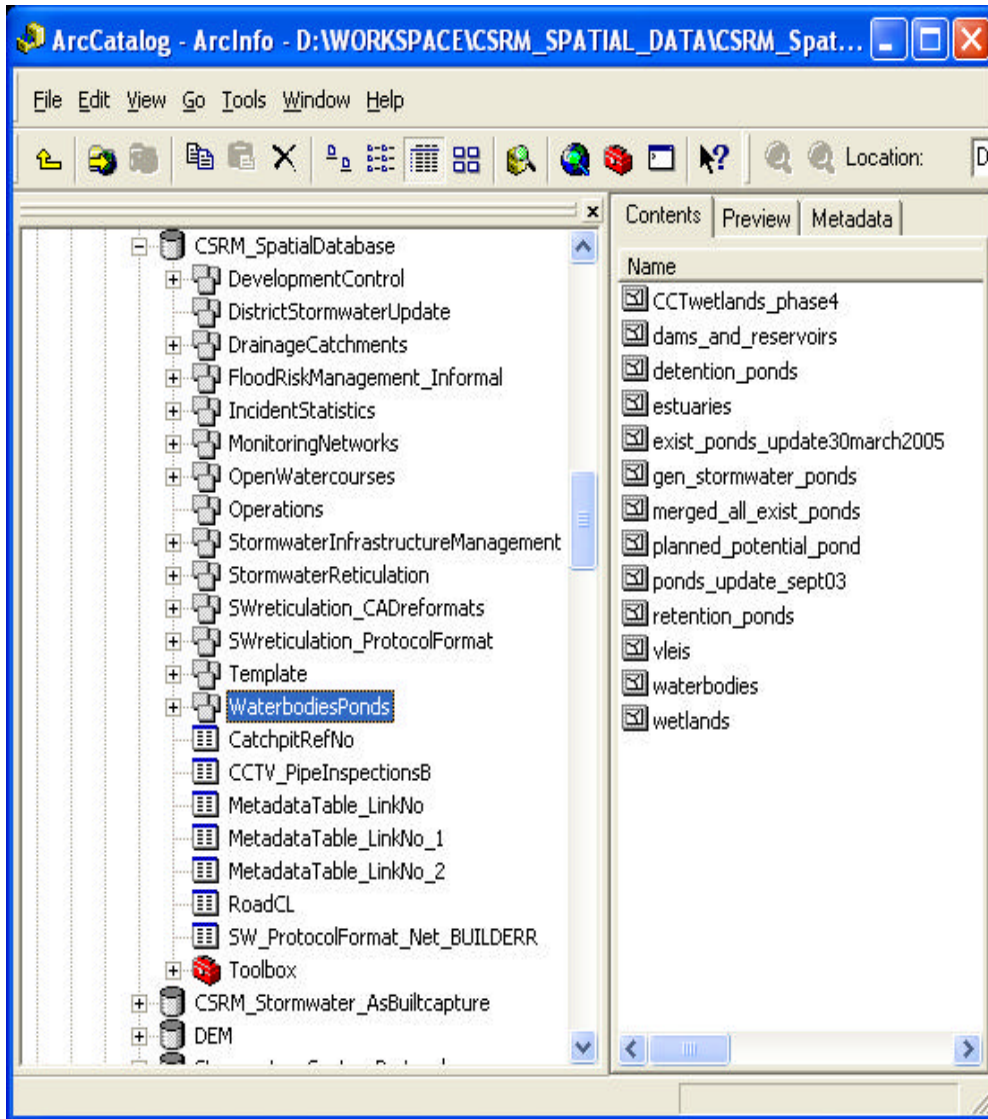 ArcCatalog - ArcInfo - D:\WORKSPACE\CSRM_SPATIAL_DATA\CSRM_Spat...
File Edit View Go Tools Window Help
Location: D
Contents Preview Metadata
Name
CSRM_SpatialDatabase
DevelopmentControl
DistrictStormwaterUpdate
DrainageCatchments
FloodRiskManagement_Informal
IncidentStatistics
MonitoringNetworks
OpenWatercourses
Operations
StormwaterInfrastructureManagement
StormwaterReticulation
SWreticulation_CADreformats
SWreticulation_ProtocolFormat
Template
WaterbodiesPonds
CatchpitRefNo
CCTV_PipeInspectionsB
MetadataTable_LinkNo
MetadataTable_LinkNo_1
MetadataTable_LinkNo_2
RoadCL
SW_ProtocolFormat_Net_BUILDERR
Toolbox
CSRM_Stormwater_AsBuiltcapture
DEM
CCTwetlands_phase4
dams_and_reservoirs
detention_ponds
estuaries
exist_ponds_update30march2005
gen_stormwater_ponds
merged_all_exist_ponds
planned_potential_pond
ponds_update_sept03
retention_ponds
vleis
waterbodies
wetlands